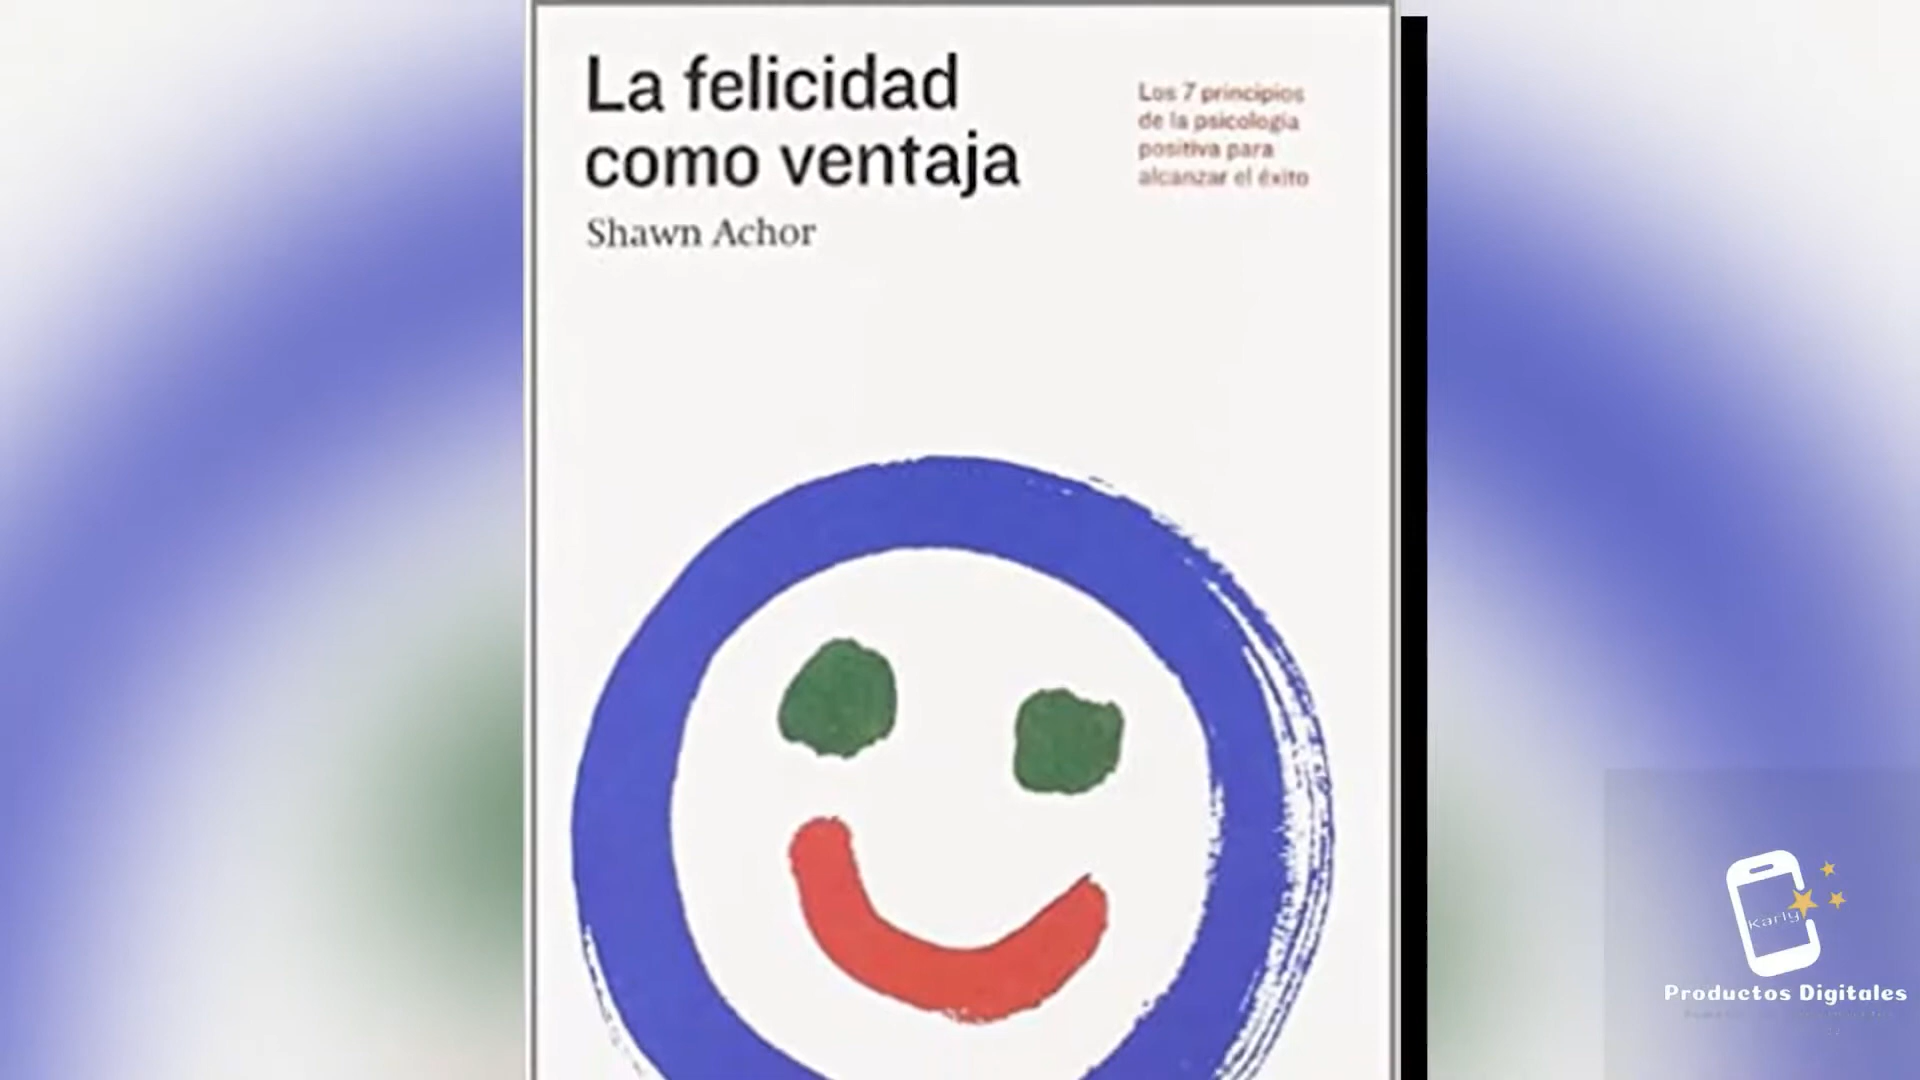 La felicidad
como ventaja
Shawn Achor
Los 7 principios
de la psicología
positiva para
alcanzar el éxito
Karly
Productos Digitales